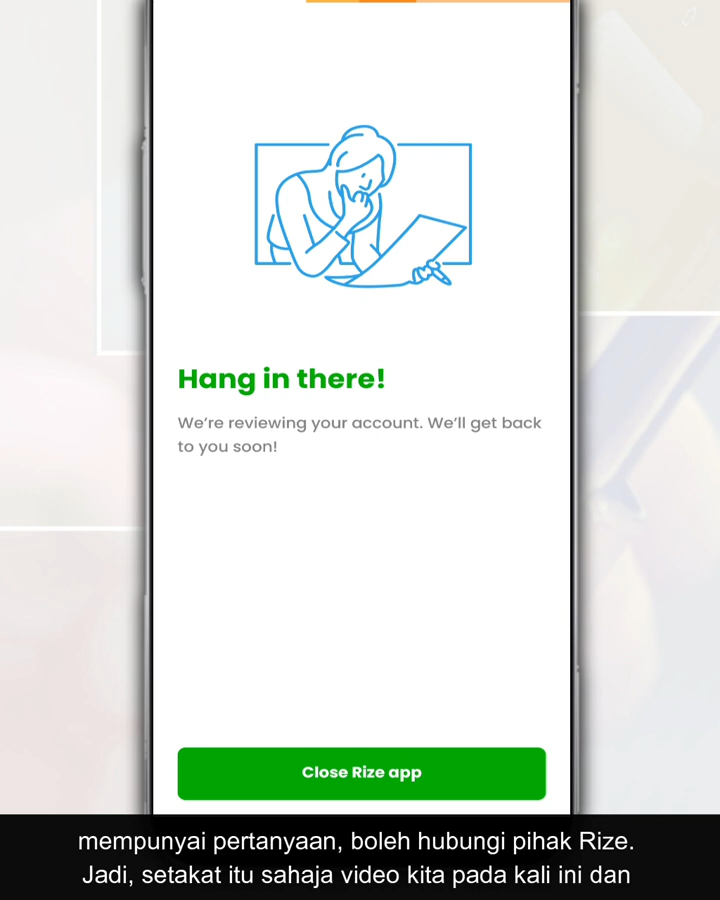 Hang in there!
We’re reviewing your account. We’ll get back
to you soon!
Close Rize app
mempunyai pertanyaan, boleh hubungi pihak Rize.
Jadi, setakat itu sahaja video kita pada kali ini dan